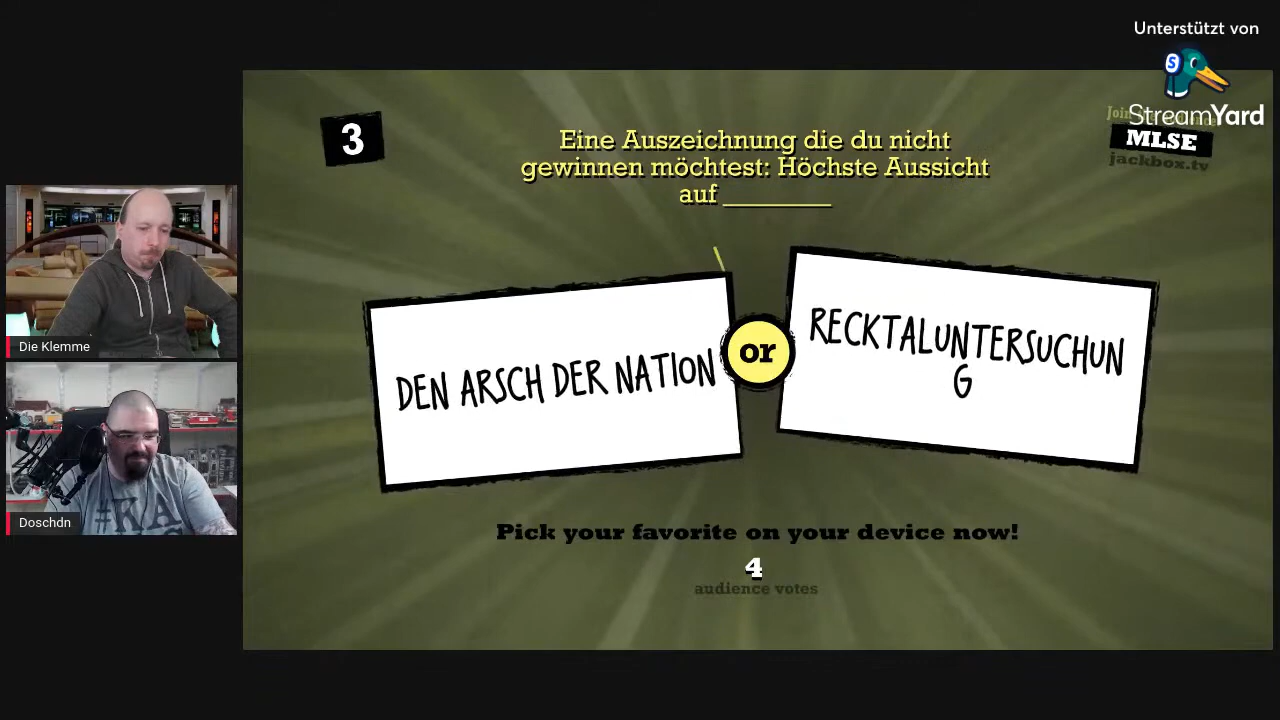 Unterstützt von
StreamYard
3
Eine Auszeichnung die du nicht
gewinnen möchtest: Höchste Aussicht
auf ________
MLSE
jackbox.tv
DEN ARSCH DER NATION
or
RECKTALUNTERSUCHUN
G
Die Klemme
Doschdn
#KA
Pick your favorite on your device now!
4
audience votes